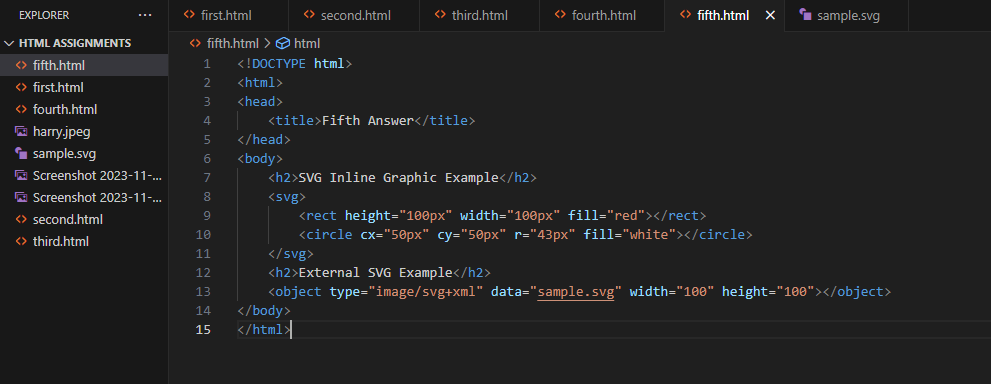 EXPLORER ···
HTML ASSIGNMENTS
fifth.html
first.html
fourth.html
harry.jpeg
sample.svg
Screenshot 2023-11-...
Screenshot 2023-11-...
second.html
third.html
first.html second.html third.html fourth.html fifth.html sample.svg
fifth.html > html
1 <!DOCTYPE html>
2 <html>
3 <head>
4     <title>Fifth Answer</title>
5 </head>
6 <body>
7     <h2>SVG Inline Graphic Example</h2>
8     <svg>
9         <rect height="100px" width="100px" fill="red"></rect>
10         <circle cx="50px" cy="50px" r="43px" fill="white"></circle>
11     </svg>
12     <h2>External SVG Example</h2>
13     <object type="image/svg+xml" data="sample.svg" width="100" height="100"></object>
14 </body>
15 </html>